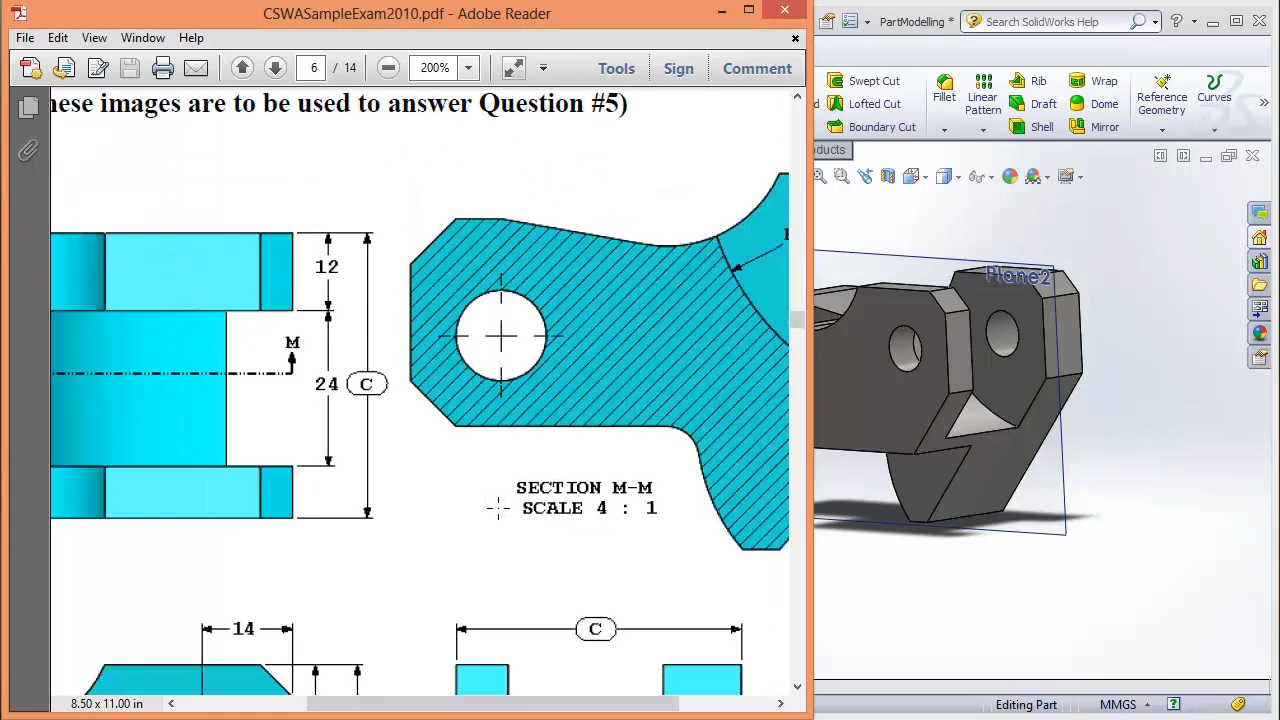 CSWASampleExam2010.pdf - Adobe Reader
File Edit View Window Help
6 / 14 200% Tools Sign Comment
hese images are to be used to answer Question #5)
12
M
24 C
SECTION M-M
SCALE 4 : 1
14 C
8.50 x 11.00 in
PartModelling Search SolidWorks Help ?
Swept Cut
Lofted Cut
Boundary Cut
Fillet
Linear Pattern
Rib
Draft
Shell
Wrap
Dome
Mirror
Reference Geometry
Curves
oducts
Plane2
Editing Part MMGS ?